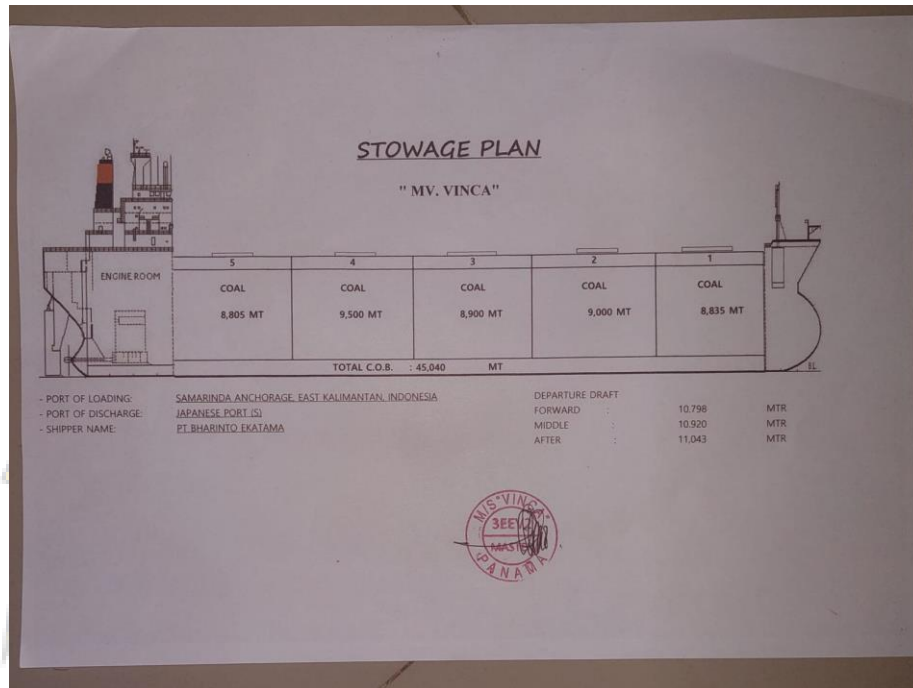 STOWAGE PLAN
" MV. VINCA"
ENGINE ROOM
5 4 3 2 1
COAL COAL COAL COAL COAL
8,805 MT 9,500 MT 8,900 MT 9,000 MT 8,835 MT
TOTAL C.O.B. : 45,040 MT
- PORT OF LOADING: SAMARINDA ANCHORAGE, EAST KALIMANTAN, INDONESIA
- PORT OF DISCHARGE: JAPANESE PORT (S)
- SHIPPER NAME: PT BHARINTO EKATAMA
DEPARTURE DRAFT
FORWARD : 10.798 MTR
MIDDLE : 10.920 MTR
AFTER : 11,043 MTR
M/S"VINCA"
PANAMA